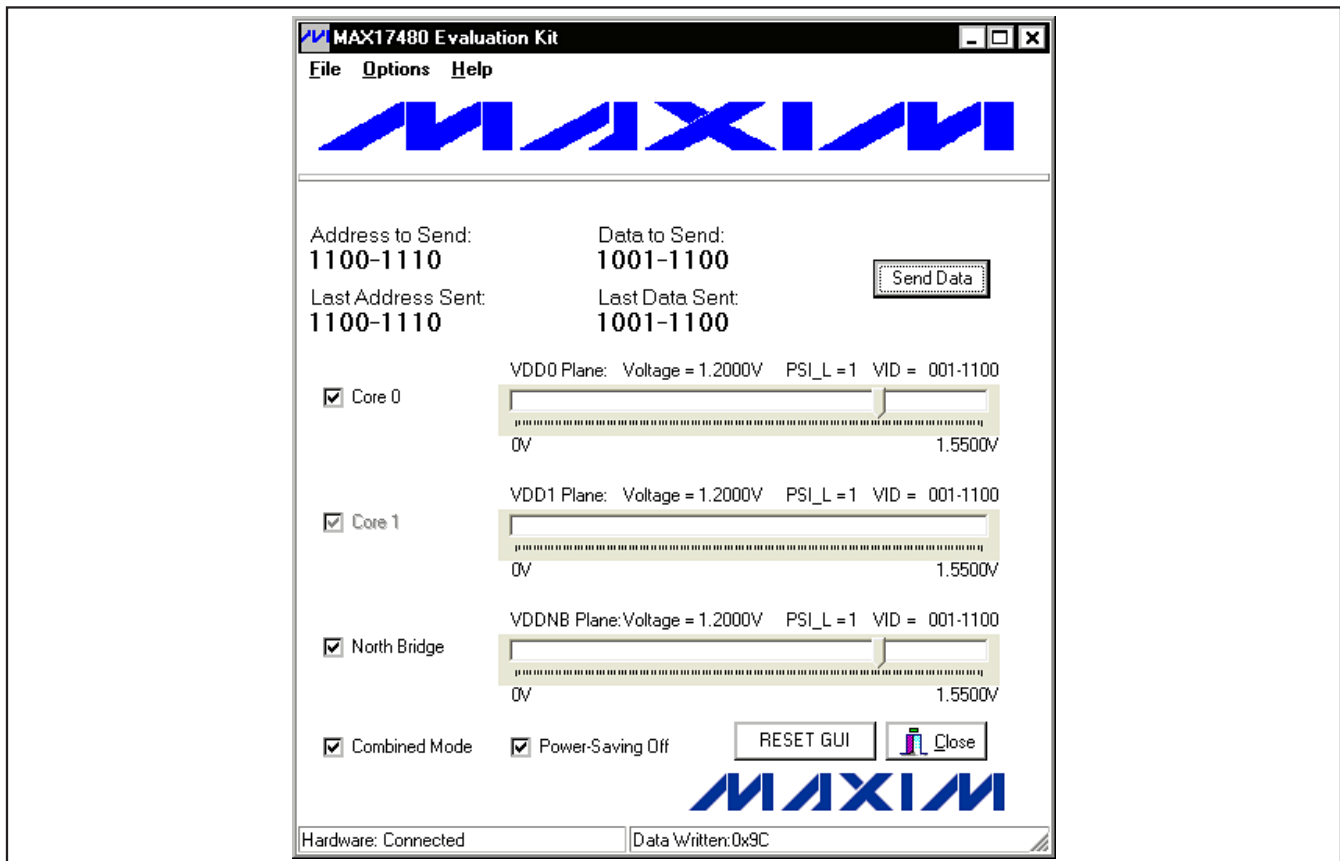 MAX17480 Evaluation Kit
File Options Help
MAXIM
Address to Send: Data to Send:
1100-1110 1001-1100
Send Data
Last Address Sent: Last Data Sent:
1100-1110 1001-1100
VDD0 Plane: Voltage = 1.2000V PSI_L =1 VID = 001-1100
Core 0
0V 1.5500V
VDD1 Plane: Voltage = 1.2000V PSI_L =1 VID = 001-1100
Core 1
0V 1.5500V
VDDNB Plane: Voltage = 1.2000V PSI_L =1 VID = 001-1100
North Bridge
0V 1.5500V
Combined Mode Power-Saving Off RESET GUI Close
MAXIM
Hardware: Connected Data Written:0x9C